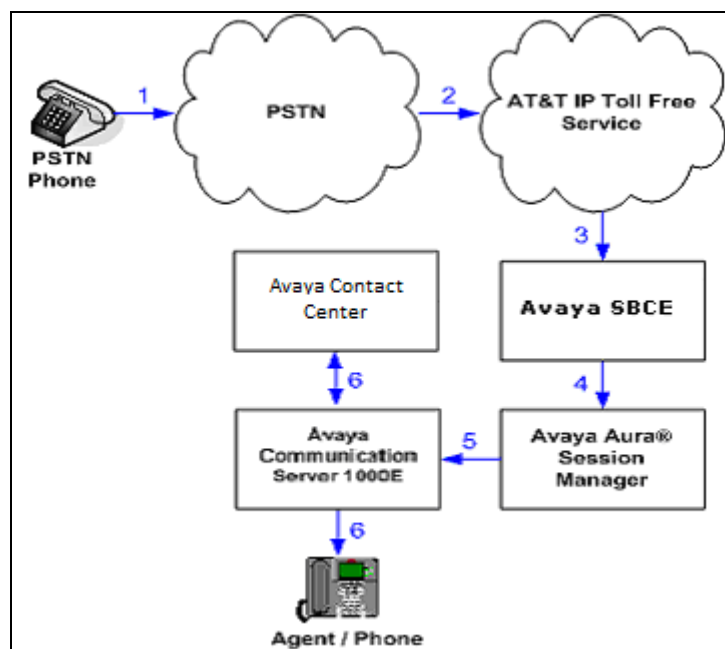 1
PSTN
2
AT&T IP Toll Free
Service
PSTN
Phone
3
Avaya Contact
Center
Avaya SBCE
6
4
Avaya
Communication
Server 1000E
5
Avaya Aura®
Session
Manager
6
Agent / Phone